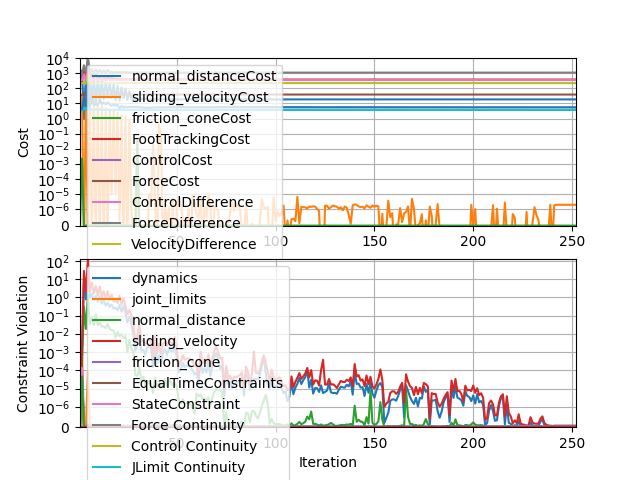 10^4
10^3
10^2
10^1
10^0
10^-1
10^-2
10^-3
10^-4
10^-5
10^-6
0
Cost
normal_distanceCost
sliding_velocityCost
friction_coneCost
FootTrackingCost
ControlCost
ForceCost
ControlDifference
ForceDifference
VelocityDifference
50 100 150 200 250
10^2
10^1
10^0
10^-1
10^-2
10^-3
10^-4
10^-5
10^-6
0
Constraint Violation
dynamics
joint_limits
normal_distance
sliding_velocity
friction_cone
EqualTimeConstraints
StateConstraint
Force Continuity
Control Continuity
JLimit Continuity
50 100 150 200 250
Iteration